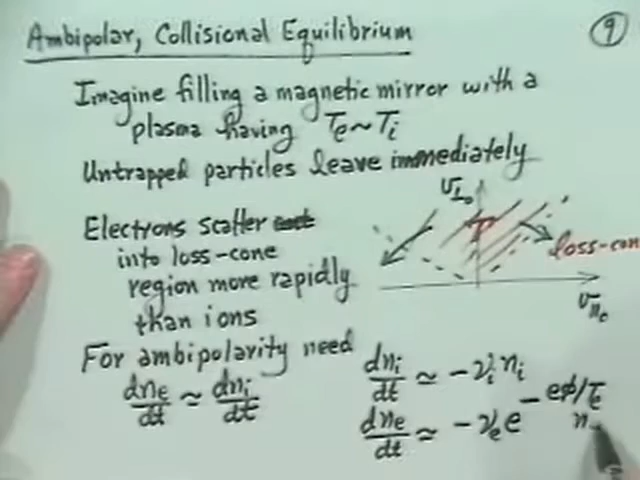 Ambipolar, Collisional Equilibrium
9
Imagine filling a magnetic mirror with a
plasma having Te~Ti
Untrapped particles leave immediately
Electrons scatter
into loss-cone
region more rapidly
than ions
v⊥o
T
loss-con
v∥o
For ambipolarity need
dne/dt ≃ dni/dt
dni/dt ≃ -νi ni
dne/dt ≃ -νe e^-eφ/Te n